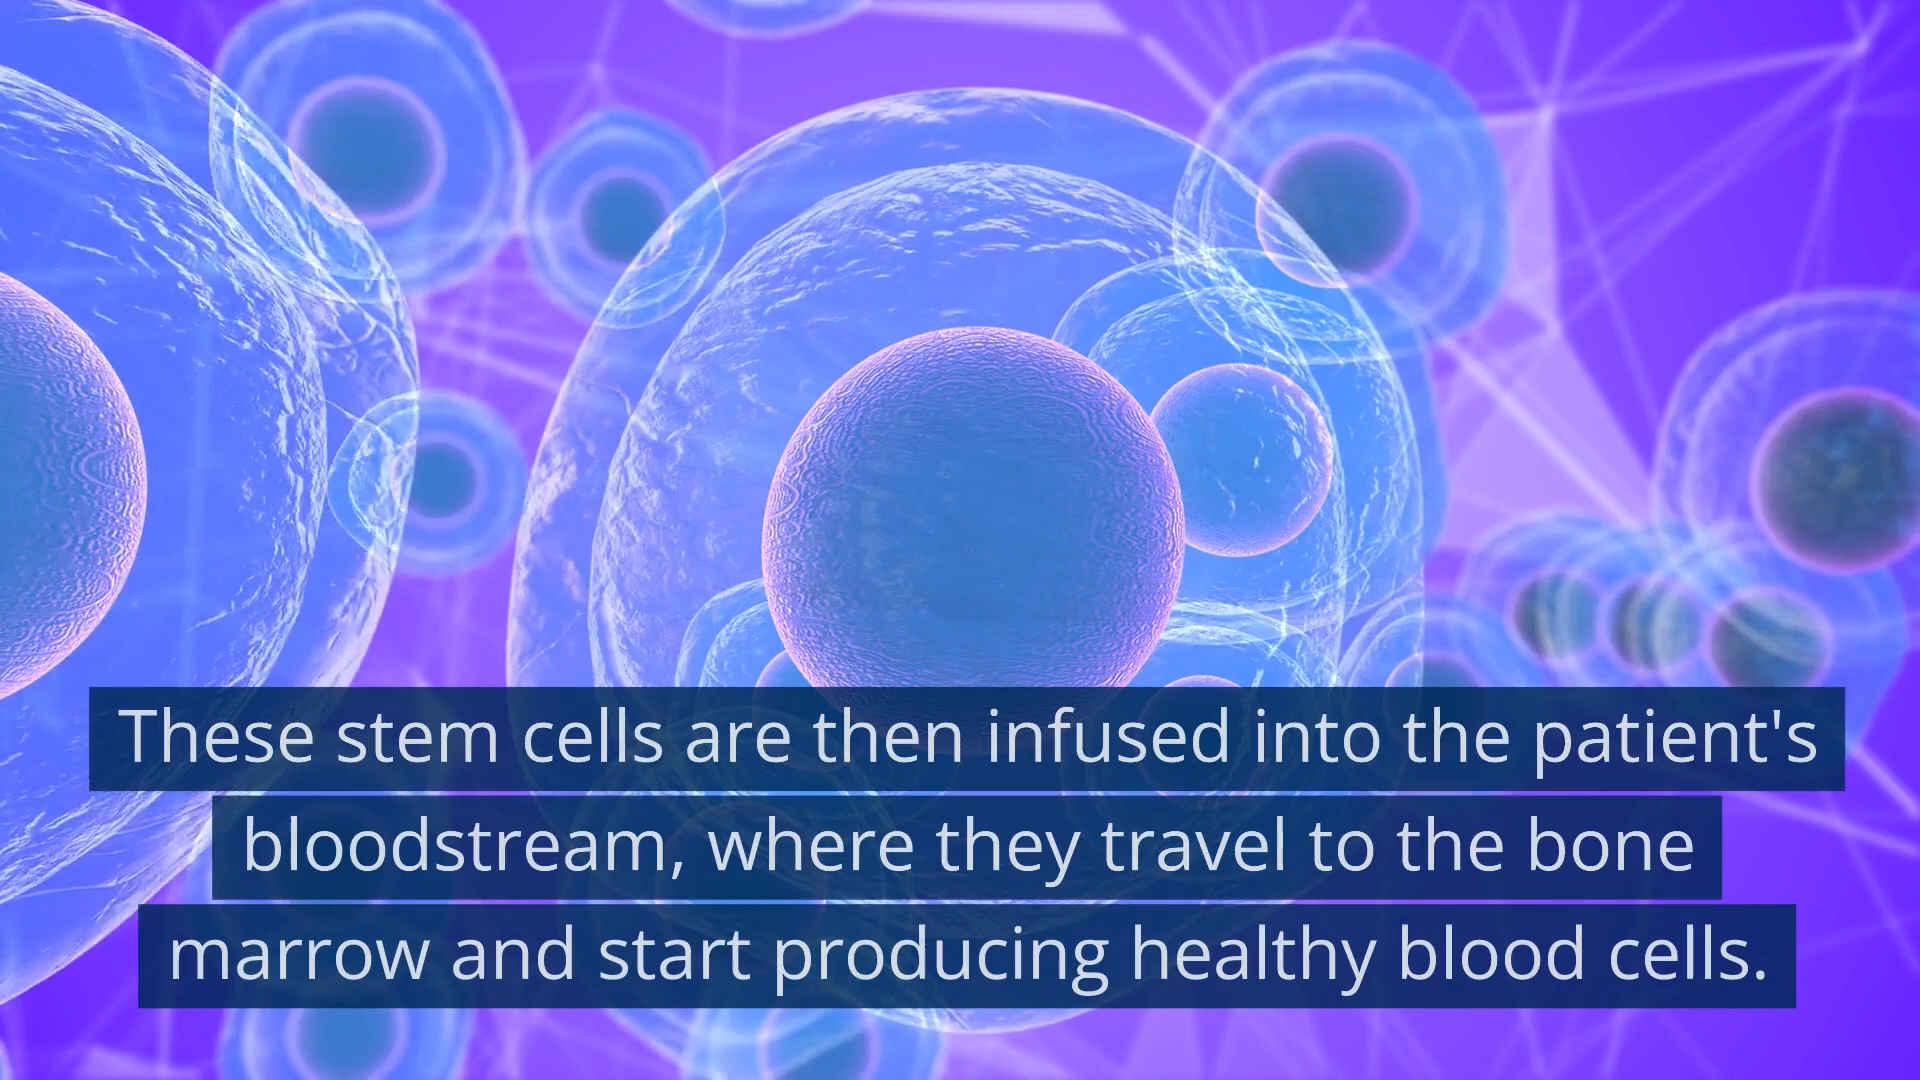 These stem cells are then infused into the patient's
bloodstream, where they travel to the bone
marrow and start producing healthy blood cells.